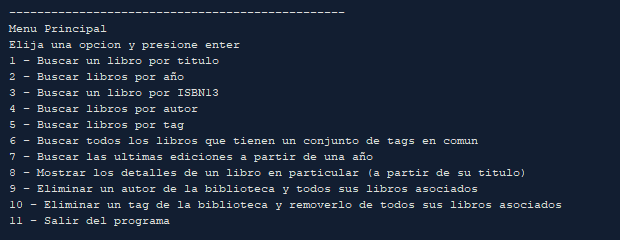 ------------------------------------------------
Menu Principal
Elija una opcion y presione enter
1 - Buscar un libro por titulo
2 - Buscar libros por año
3 - Buscar un libro por ISBN13
4 - Buscar libros por autor
5 - Buscar libros por tag
6 - Buscar todos los libros que tienen un conjunto de tags en comun
7 - Buscar las ultimas ediciones a partir de una año
8 - Mostrar los detalles de un libro en particular (a partir de su titulo)
9 - Eliminar un autor de la biblioteca y todos sus libros asociados
10 - Eliminar un tag de la biblioteca y removerlo de todos sus libros asociados
11 - Salir del programa